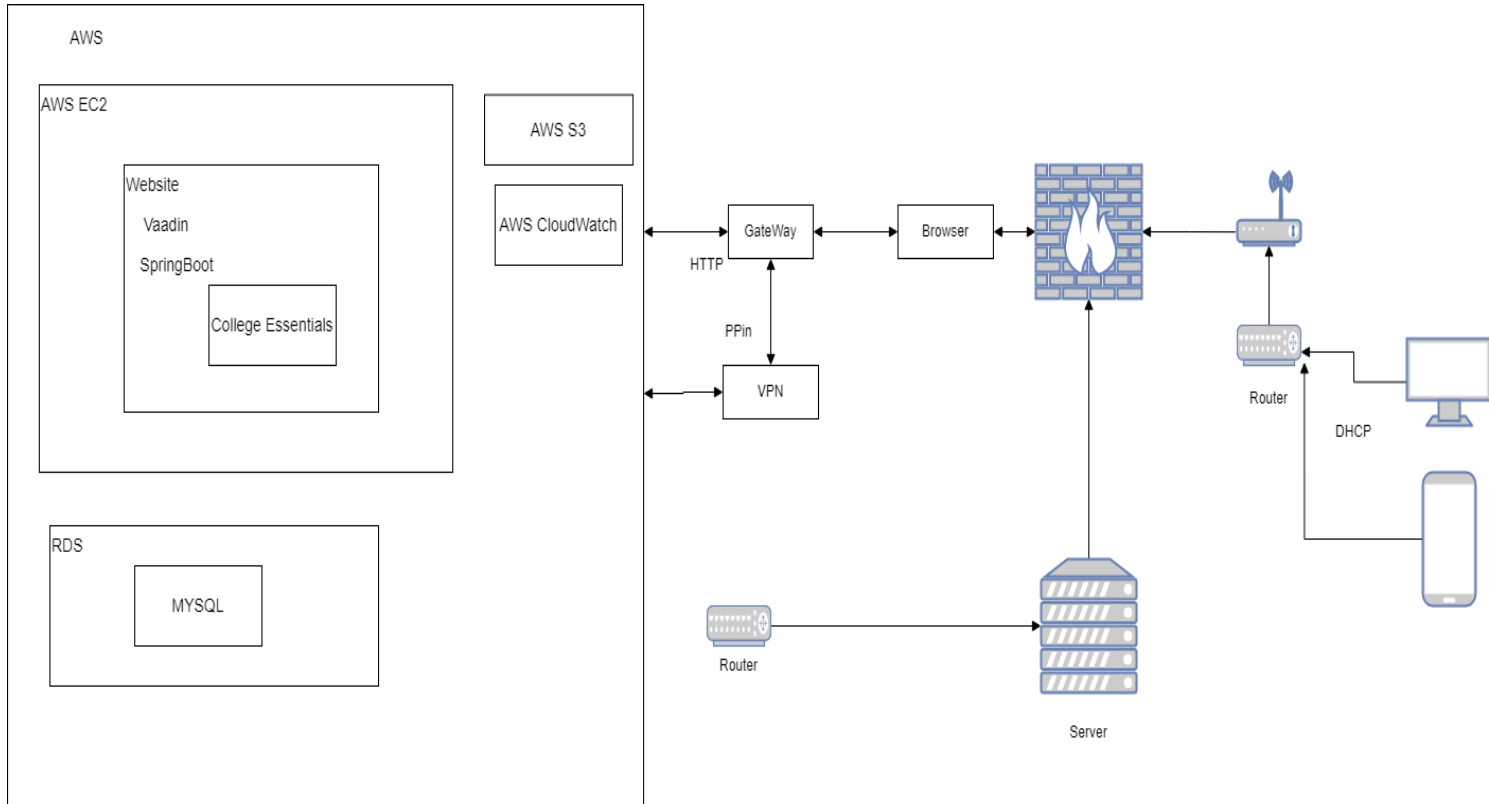 AWS
AWS EC2
AWS S3
Website
Vaadin
SpringBoot
College Essentials
AWS CloudWatch
GateWay
Browser
HTTP
PPin
VPN
Router
DHCP
RDS
MYSQL
Router
Server